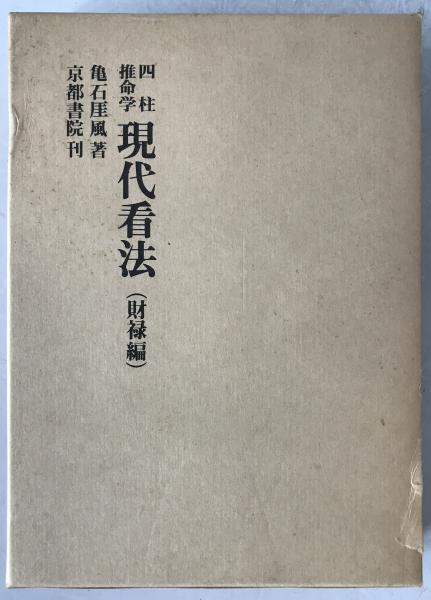 四柱推命学
現代看法(財禄編)
亀石厓風著
京都書院刊